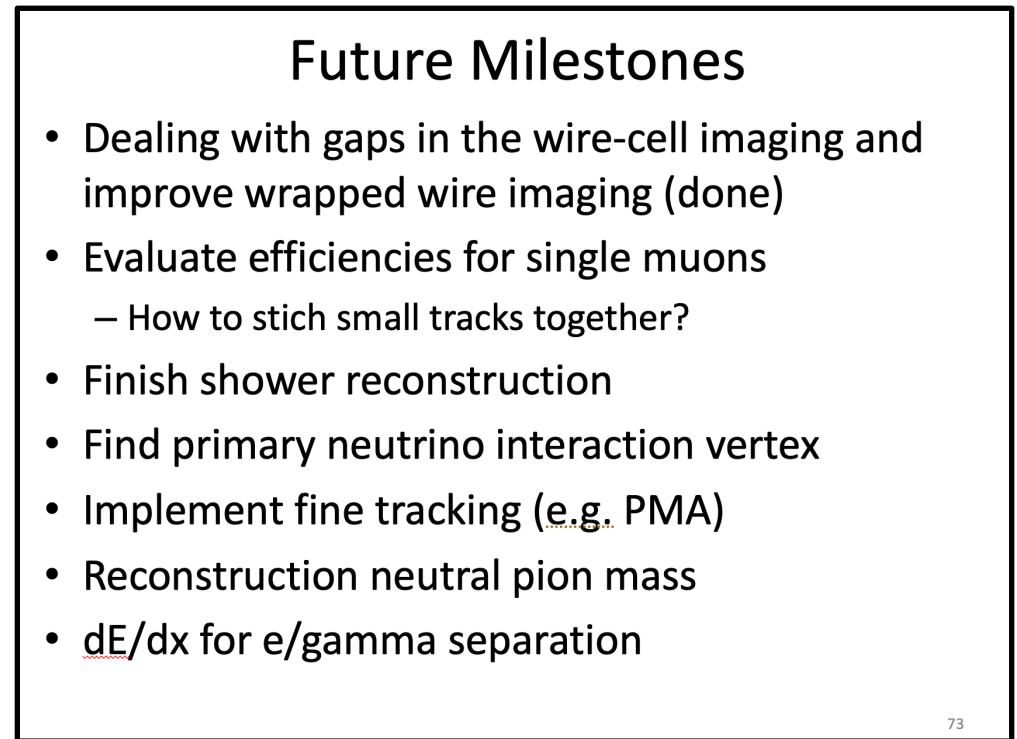 Future Milestones
• Dealing with gaps in the wire-cell imaging and
improve wrapped wire imaging (done)
• Evaluate efficiencies for single muons
– How to stich small tracks together?
• Finish shower reconstruction
• Find primary neutrino interaction vertex
• Implement fine tracking (e.g. PMA)
• Reconstruction neutral pion mass
• dE/dx for e/gamma separation
73